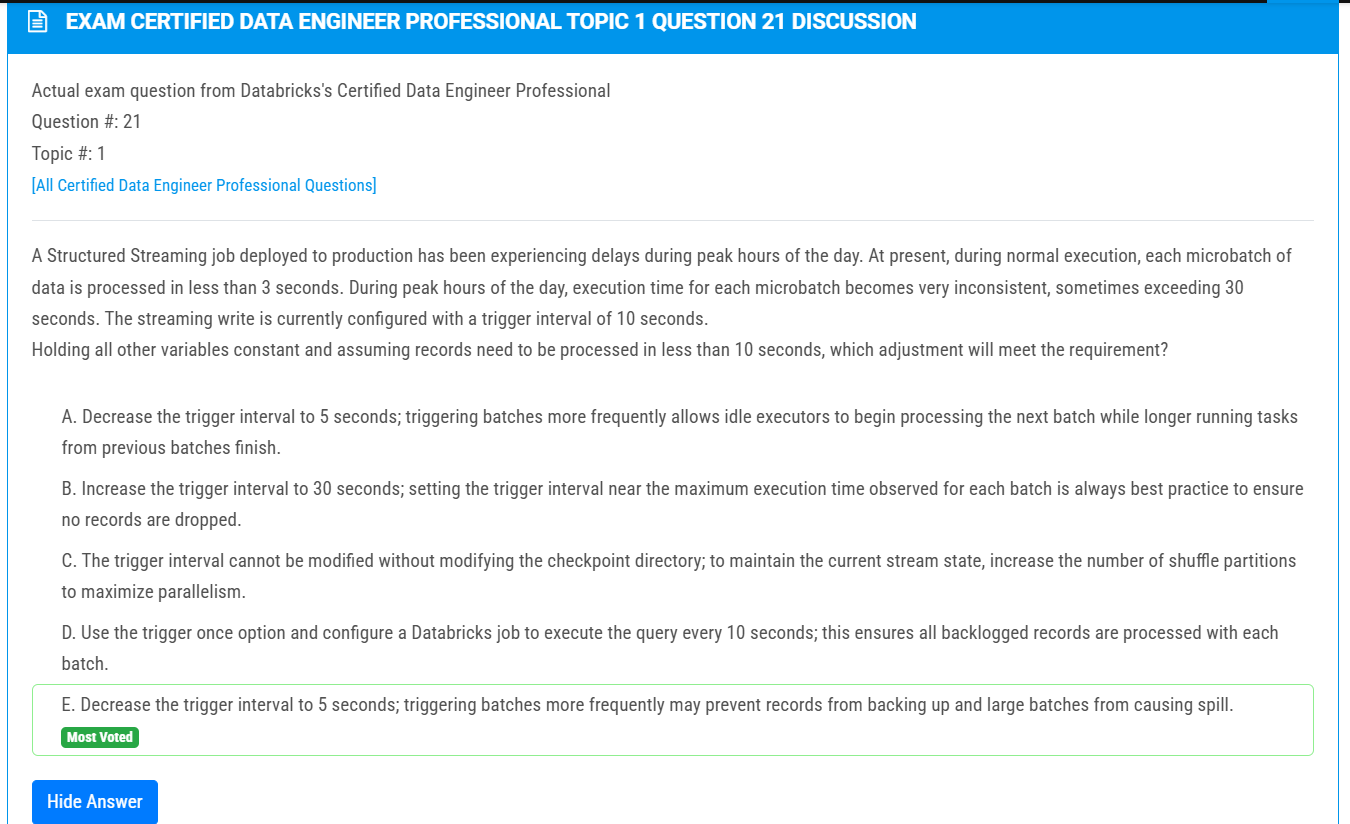 EXAM CERTIFIED DATA ENGINEER PROFESSIONAL TOPIC 1 QUESTION 21 DISCUSSION
Actual exam question from Databricks's Certified Data Engineer Professional
Question #: 21
Topic #: 1
[All Certified Data Engineer Professional Questions]
A Structured Streaming job deployed to production has been experiencing delays during peak hours of the day. At present, during normal execution, each microbatch of
data is processed in less than 3 seconds. During peak hours of the day, execution time for each microbatch becomes very inconsistent, sometimes exceeding 30
seconds. The streaming write is currently configured with a trigger interval of 10 seconds.
Holding all other variables constant and assuming records need to be processed in less than 10 seconds, which adjustment will meet the requirement?
A. Decrease the trigger interval to 5 seconds; triggering batches more frequently allows idle executors to begin processing the next batch while longer running tasks
from previous batches finish.
B. Increase the trigger interval to 30 seconds; setting the trigger interval near the maximum execution time observed for each batch is always best practice to ensure
no records are dropped.
C. The trigger interval cannot be modified without modifying the checkpoint directory; to maintain the current stream state, increase the number of shuffle partitions
to maximize parallelism.
D. Use the trigger once option and configure a Databricks job to execute the query every 10 seconds; this ensures all backlogged records are processed with each
batch.
E. Decrease the trigger interval to 5 seconds; triggering batches more frequently may prevent records from backing up and large batches from causing spill.
Most Voted
Hide Answer